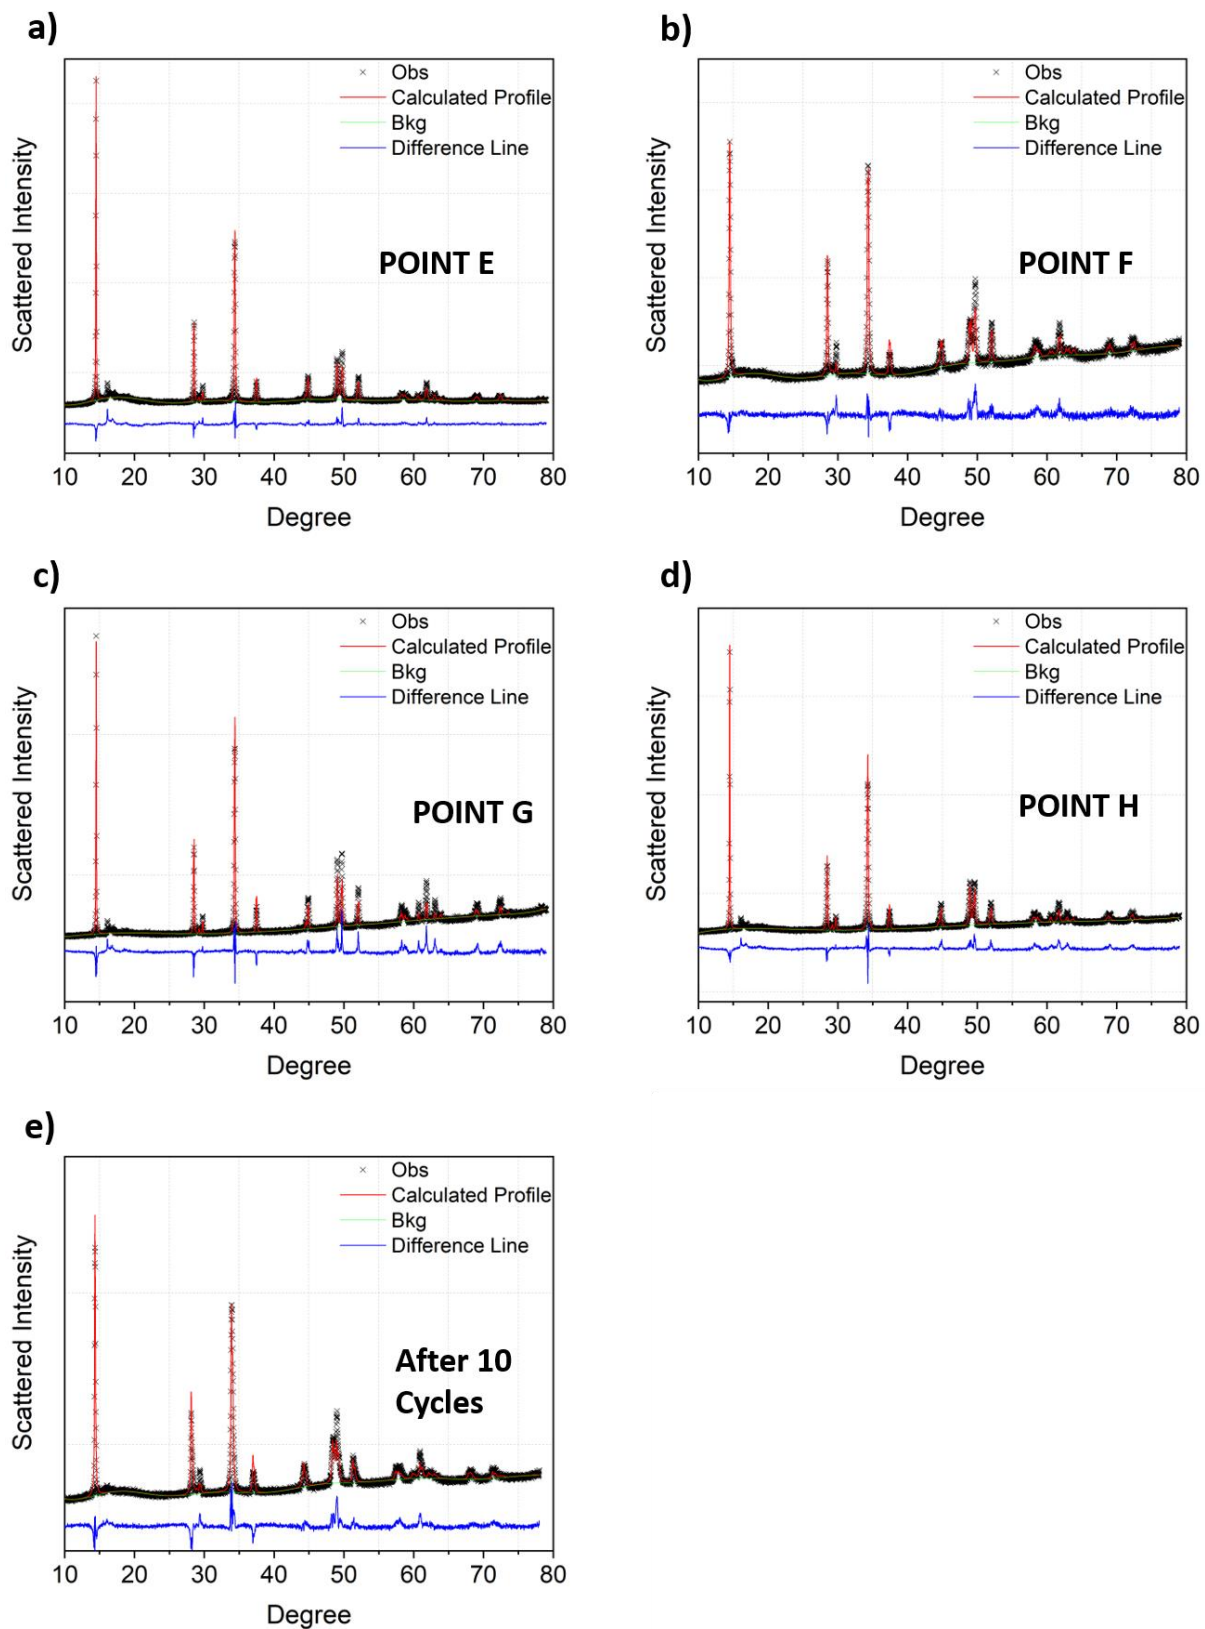 a)
Obs
Calculated Profile
Bkg
Difference Line
POINT E
Scattered Intensity
10 20 30 40 50 60 70 80
Degree
b)
Obs
Calculated Profile
Bkg
Difference Line
POINT F
Scattered Intensity
10 20 30 40 50 60 70 80
Degree
c)
Obs
Calculated Profile
Bkg
Difference Line
POINT G
Scattered Intensity
10 20 30 40 50 60 70 80
Degree
d)
Obs
Calculated Profile
Bkg
Difference Line
POINT H
Scattered Intensity
10 20 30 40 50 60 70 80
Degree
e)
Obs
Calculated Profile
Bkg
Difference Line
After 10
Cycles
Scattered Intensity
10 20 30 40 50 60 70 80
Degree